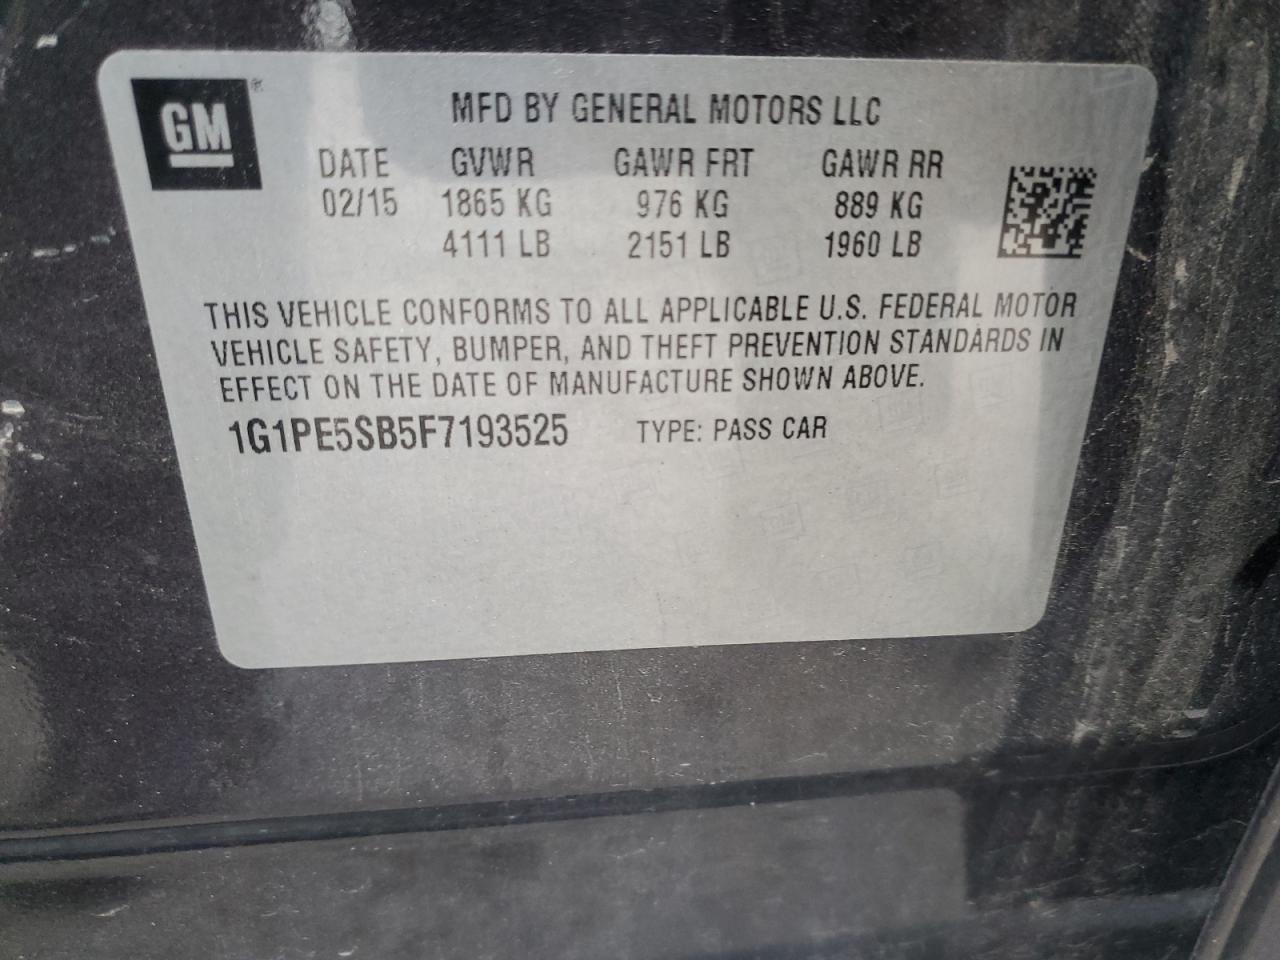 GM
MFD BY GENERAL MOTORS LLC
DATE GVWR GAWR FRT GAWR RR
02/15 1865 KG 976 KG 889 KG
4111 LB 2151 LB 1960 LB
THIS VEHICLE CONFORMS TO ALL APPLICABLE U.S. FEDERAL MOTOR
VEHICLE SAFETY, BUMPER, AND THEFT PREVENTION STANDARDS IN
EFFECT ON THE DATE OF MANUFACTURE SHOWN ABOVE.
1G1PE5SB5F7193525 TYPE: PASS CAR